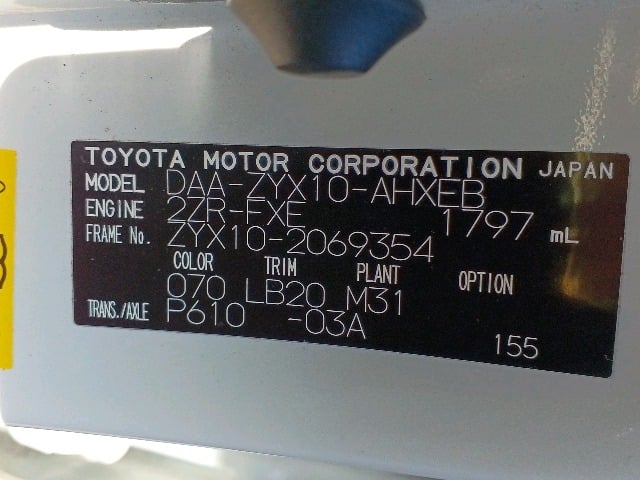 TOYOTA MOTOR CORPORATION JAPAN
MODEL DAA-ZYX10-AHXEB
ENGINE 2ZR-FXE 1797 mL
FRAME No. ZYX10-2069354
COLOR TRIM PLANT OPTION
070 LB20 M31
TRANS./AXLE P610 -03A
155